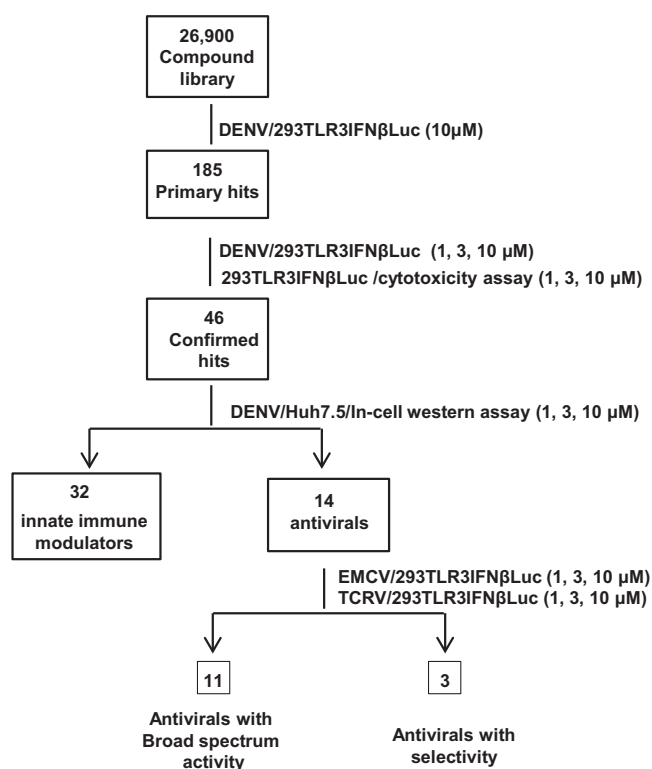 26,900
Compound
library
DENV/293TLR3IFNβLuc (10µM)
185
Primary hits
DENV/293TLR3IFNβLuc (1, 3, 10 µM)
293TLR3IFNβLuc /cytotoxicity assay (1, 3, 10 µM)
46
Confirmed
hits
DENV/Huh7.5/In-cell western assay (1, 3, 10 µM)
32
innate immune
modulators
14
antivirals
EMCV/293TLR3IFNβLuc (1, 3, 10 µM)
TCRV/293TLR3IFNβLuc (1, 3, 10 µM)
11
3
Antivirals with
Broad spectrum
activity
Antivirals with
selectivity